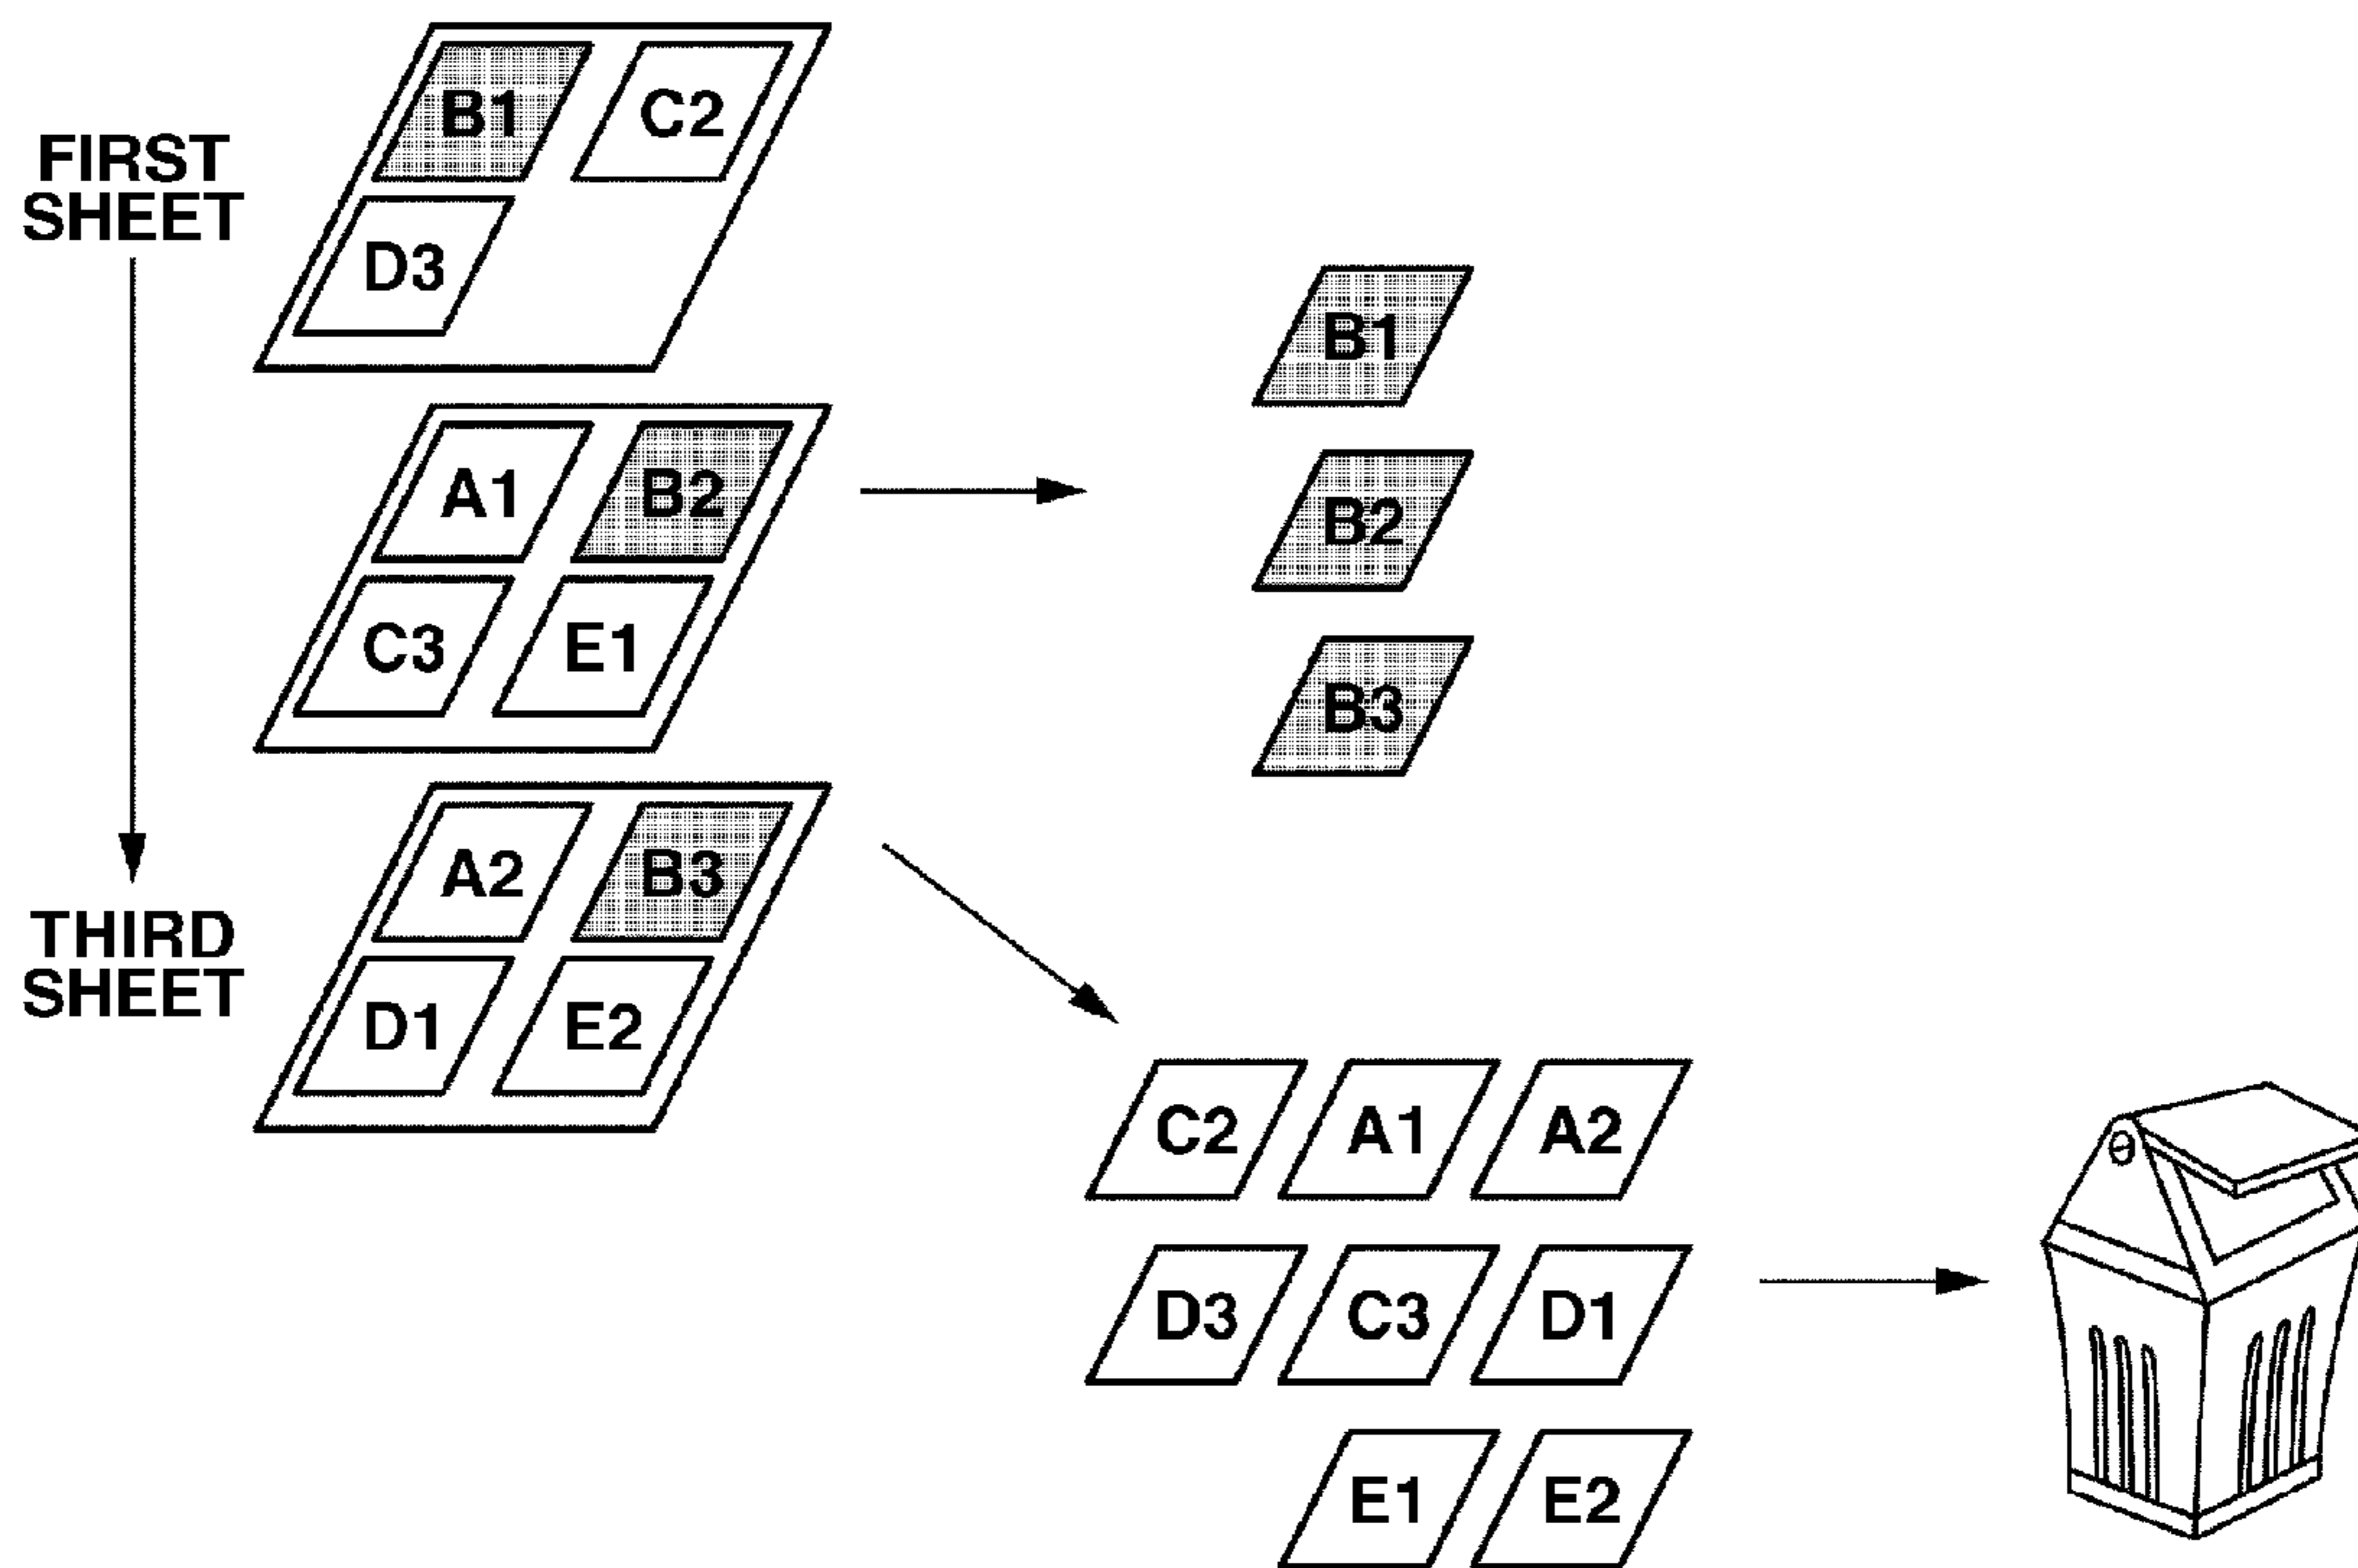 FIRST
SHEET
B1 C2
D3
A1 B2
C3 E1
THIRD
SHEET
A2 B3
D1 E2
B1
B2
B3
C2 A1 A2
D3 C3 D1
E1 E2